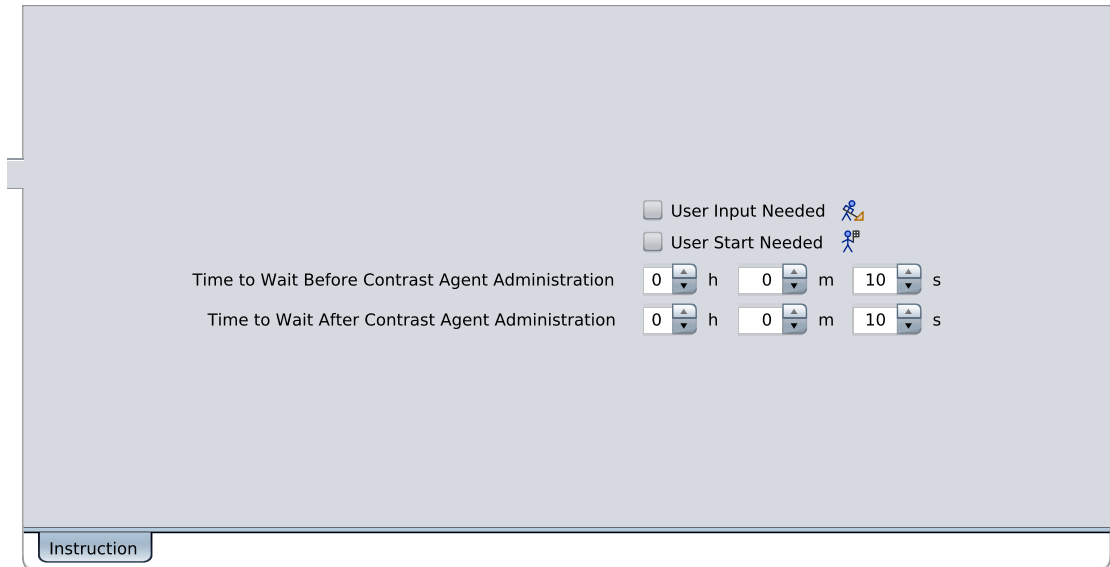 User Input Needed
User Start Needed
Time to Wait Before Contrast Agent Administration 0 h 0 m 10 s
Time to Wait After Contrast Agent Administration 0 h 0 m 10 s
Instruction